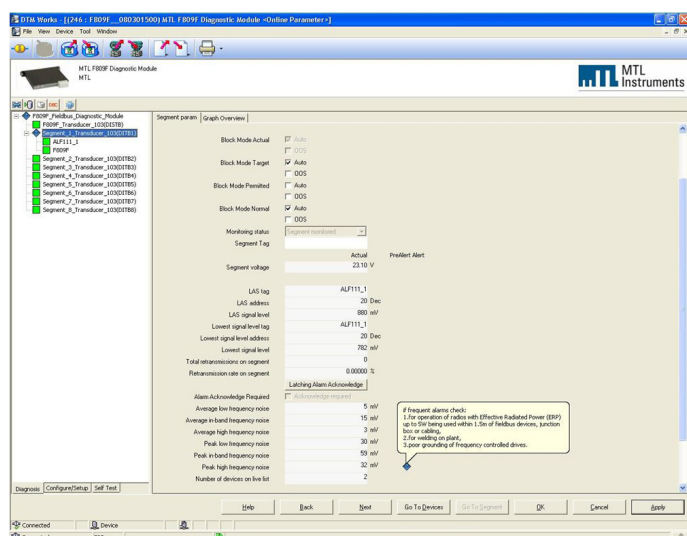 DTM Works - [(246 : F809F__080301500) MTL F809F Diagnostic Module <Online Parameter>]
File View Device Tool Window
MTL F809F Diagnostic Module
MTL
MTL
Instruments
F809F_Fieldbus_Diagnostic_Module
F809F_Transducer_103(DISTB)
Segment_1_Transducer_103(DITB1)
ALF111_1
F809F
Segment_2_Transducer_103(DITB2)
Segment_3_Transducer_103(DITB3)
Segment_4_Transducer_103(DITB4)
Segment_5_Transducer_103(DITB5)
Segment_6_Transducer_103(DITB6)
Segment_7_Transducer_103(DITB7)
Segment_8_Transducer_103(DITB8)
Diagnosis Configure/Setup Self Test
Segment param Graph Overview
Block Mode Actual Auto
OOS
Block Mode Target Auto
OOS
Block Mode Permitted Auto
OOS
Block Mode Normal Auto
OOS
Monitoring status Segment monitored
Segment Tag
Actual PreAlert Alert
Segment voltage 23.10 V
LAS tag ALF111_1
LAS address 20 Dec
LAS signal level 880 mV
Lowest signal level tag ALF111_1
Lowest signal level address 20 Dec
Lowest signal level 782 mV
Total retransmissions on segment 0
Retransmission rate on segment 0.00000 %
Latching Alarm Acknowledge
Alarm Acknowledge Required Acknowledge required
Average low frequency noise 5 mV
Average in-band frequency noise 15 mV
Average high frequency noise 3 mV
Peak low frequency noise 30 mV
Peak in-band frequency noise 59 mV
Peak high frequency noise 32 mV
Number of devices on live list 2
if frequent alarms check:
1.for operation of radios with Effective Radiated Power (ERP)
up to 5W being used within 1.5m of fieldbus devices, junction
box or cabling,
2.for welding on plant,
3.poor grounding of frequency controlled drives.
Help Back Next Go To Devices Go To Segment OK Cancel Apply
Connected Device